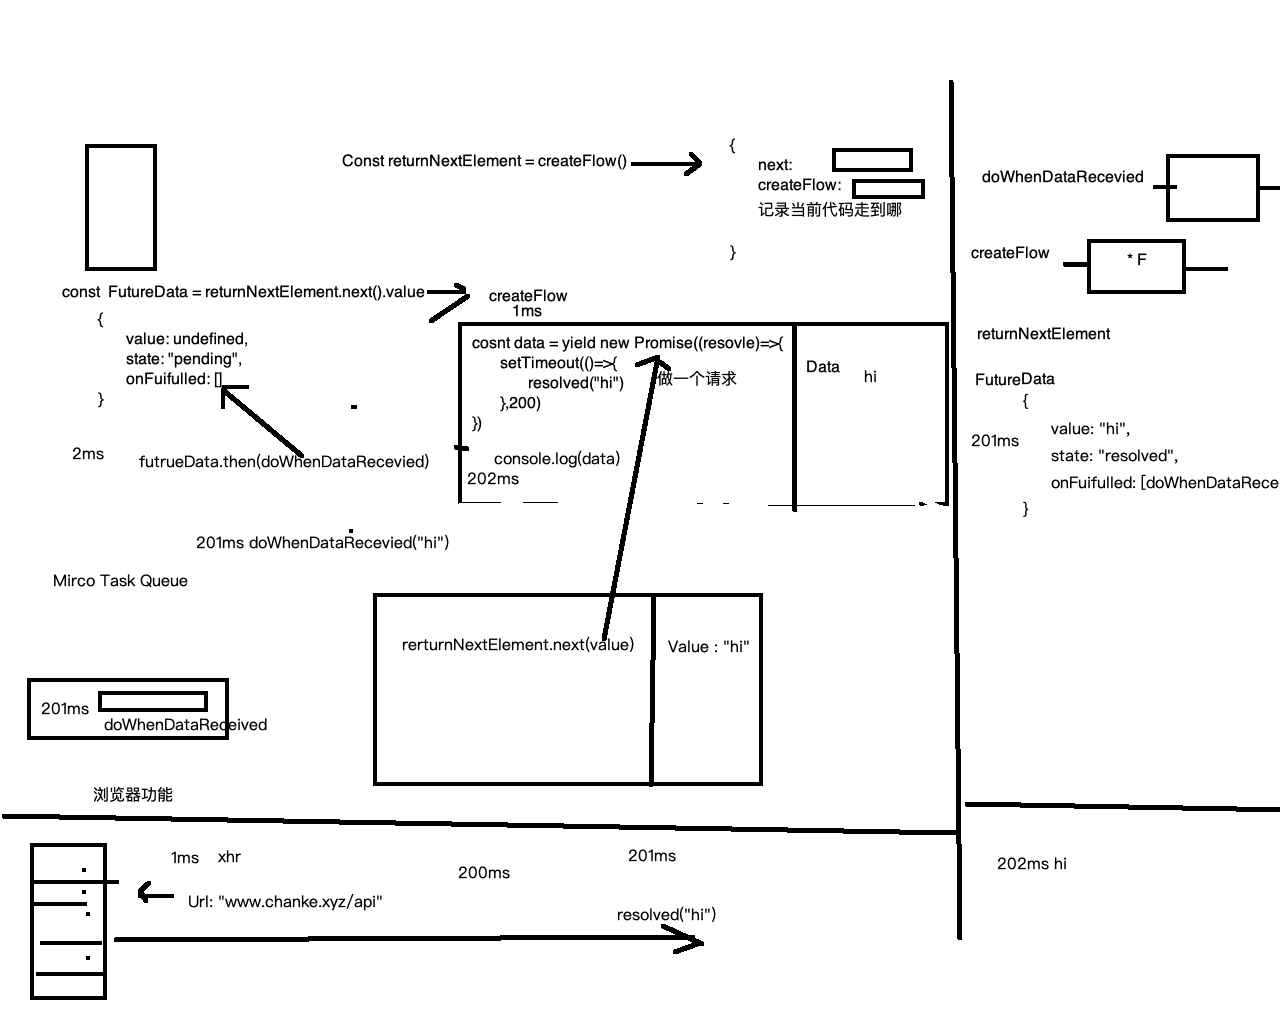 Const returnNextElement = createFlow()
{
next:
createFlow:
记录当前代码走到哪
}
const FutureData = returnNextElement.next().value
{
value: undefined,
state: "pending",
onFuifulled: []
}
2ms
futrueData.then(doWhenDataRecevied)
createFlow
1ms
cosnt data = yield new Promise((resovle)=>{
setTimeout(()=>{
resolved("hi")
},200)
})
做一个请求
console.log(data)
202ms
Data
hi
201ms doWhenDataRecevied("hi")
Mirco Task Queue
rerturnNextElement.next(value)
Value : "hi"
201ms
doWhenDataReceived
浏览器功能
1ms xhr
Url: "www.chanke.xyz/api"
200ms
201ms
resolved("hi")
doWhenDataRecevied
createFlow
* F
returnNextElement
FutureData
{
201ms
value: "hi",
state: "resolved",
onFuifulled: [doWhenDataRece
}
202ms hi